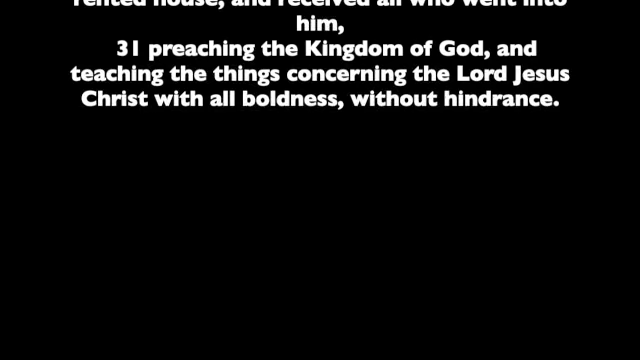 rented house, and received all who went into
him,
31 preaching the Kingdom of God, and
teaching the things concerning the Lord Jesus
Christ with all boldness, without hindrance.